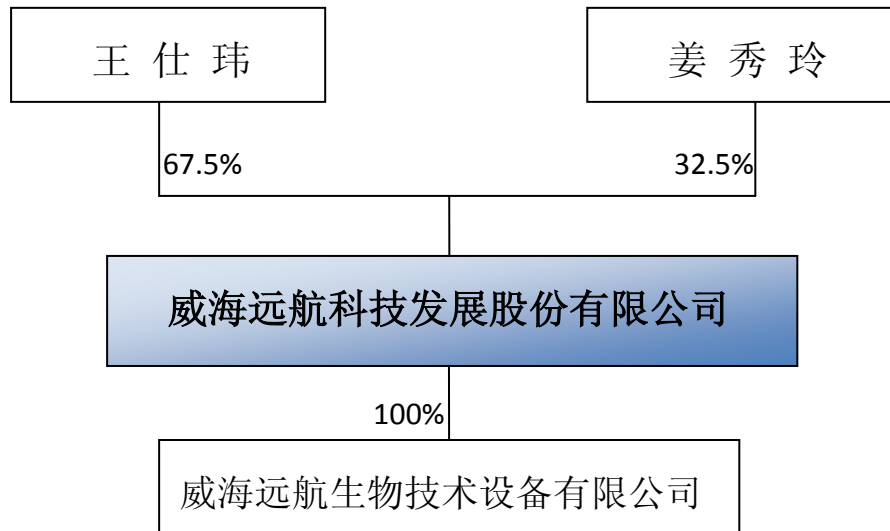 王 仕 玮
姜 秀 玲
67.5%
32.5%
威海远航科技发展股份有限公司
100%
威海远航生物技术设备有限公司